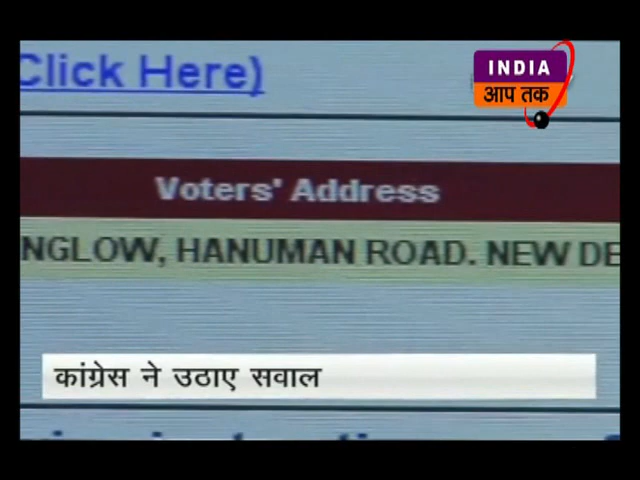 Click Here)
INDIA
आप तक
Voters' Address
NGLOW, HANUMAN ROAD. NEW DE
कांग्रेस ने उठाए सवाल